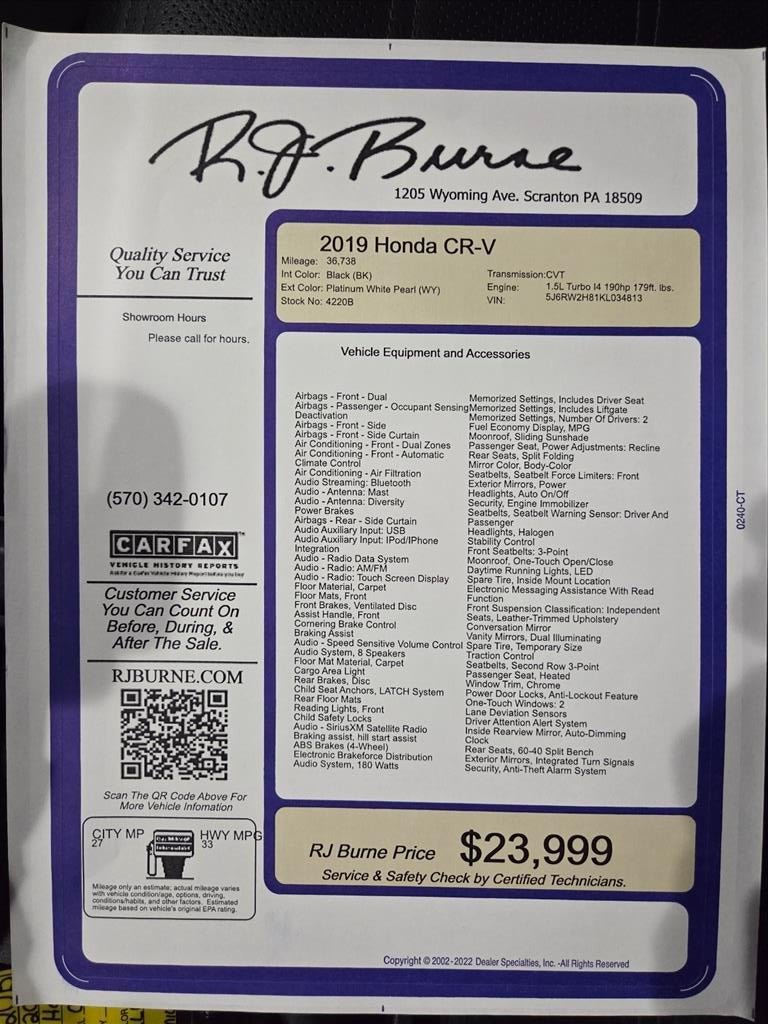 R.J. Burne
1205 Wyoming Ave. Scranton PA 18509
Quality Service
You Can Trust
Showroom Hours
Please call for hours.
(570) 342-0107
CARFAX
VEHICLE HISTORY REPORTS
Ask for a Carfax Vehicle History Report before you buy
Customer Service
You Can Count On
Before, During, &
After The Sale.
RJBURNE.COM
Scan The QR Code Above For
More Vehicle Infomation
CITY MP
27
HWY MPG
33
Mileage only an estimate; actual mileage varies
with vehicle condition/age, options, driving,
conditions/habits, and other factors. Estimated
mileage based on vehicle's original EPA rating.
2019 Honda CR-V
Mileage: 36,738
Int Color: Black (BK)
Ext Color: Platinum White Pearl (WY)
Stock No: 4220B
Transmission:CVT
Engine: 1.5L Turbo I4 190hp 179ft. lbs.
VIN: 5J6RW2H81KL034813
Vehicle Equipment and Accessories
Airbags - Front - Dual
Airbags - Passenger - Occupant Sensing
Deactivation
Airbags - Front - Side
Airbags - Front - Side Curtain
Air Conditioning - Front - Dual Zones
Air Conditioning - Front - Automatic
Climate Control
Air Conditioning - Air Filtration
Audio Streaming: Bluetooth
Audio - Antenna: Mast
Audio - Antenna: Diversity
Power Brakes
Airbags - Rear - Side Curtain
Audio Auxiliary Input: USB
Audio Auxiliary Input: IPod/IPhone
Integration
Audio - Radio Data System
Audio - Radio: AM/FM
Audio - Radio: Touch Screen Display
Floor Material, Carpet
Floor Mats, Front
Front Brakes, Ventilated Disc
Assist Handle, Front
Cornering Brake Control
Braking Assist
Audio - Speed Sensitive Volume Control
Audio System, 8 Speakers
Floor Mat Material, Carpet
Cargo Area Light
Rear Brakes, Disc
Child Seat Anchors, LATCH System
Rear Floor Mats
Reading Lights, Front
Child Safety Locks
Audio - SiriusXM Satellite Radio
Braking assist, hill start assist
ABS Brakes (4-Wheel)
Electronic Brakeforce Distribution
Audio System, 180 Watts
Memorized Settings, Includes Driver Seat
Memorized Settings, Includes Liftgate
Memorized Settings, Number Of Drivers: 2
Fuel Economy Display, MPG
Moonroof, Sliding Sunshade
Passenger Seat, Power Adjustments: Recline
Rear Seats, Split Folding
Mirror Color, Body-Color
Seatbelts, Seatbelt Force Limiters: Front
Exterior Mirrors, Power
Headlights, Auto On/Off
Security, Engine Immobilizer
Seatbelts, Seatbelt Warning Sensor: Driver And
Passenger
Headlights, Halogen
Stability Control
Front Seatbelts: 3-Point
Moonroof, One-Touch Open/Close
Daytime Running Lights, LED
Spare Tire, Inside Mount Location
Electronic Messaging Assistance With Read
Function
Front Suspension Classification: Independent
Seats, Leather-Trimmed Upholstery
Conversation Mirror
Vanity Mirrors, Dual Illuminating
Spare Tire, Temporary Size
Traction Control
Seatbelts, Second Row 3-Point
Passenger Seat, Heated
Window Trim, Chrome
Power Door Locks, Anti-Lockout Feature
One-Touch Windows: 2
Lane Deviation Sensors
Driver Attention Alert System
Inside Rearview Mirror, Auto-Dimming
Clock
Rear Seats, 60-40 Split Bench
Exterior Mirrors, Integrated Turn Signals
Security, Anti-Theft Alarm System
RJ Burne Price $23,999
Service & Safety Check by Certified Technicians.
Copyright © 2002-2022 Dealer Specialties, Inc. -All Rights Reserved
0240-CT